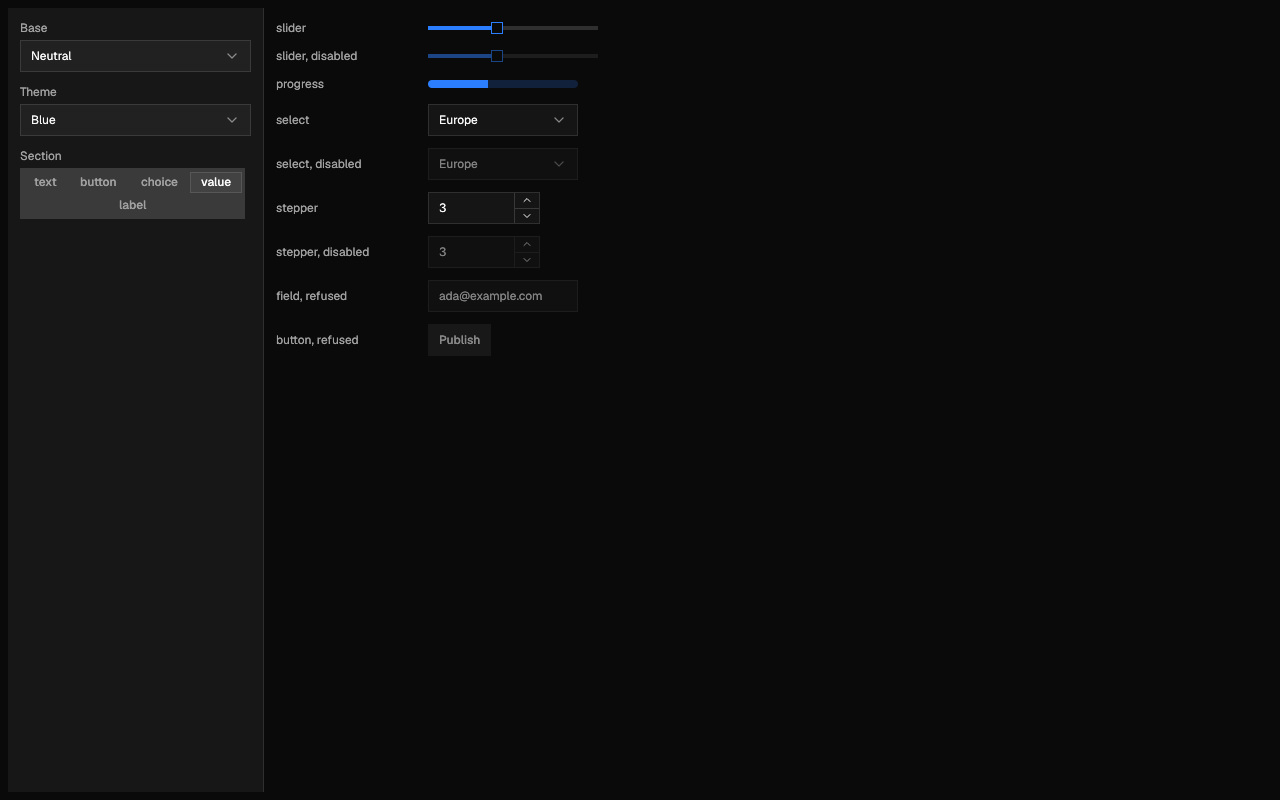 Base
Neutral
Theme
Blue
Section
text button choice value
label
slider
slider, disabled
progress
select Europe
select, disabled Europe
stepper 3
stepper, disabled 3
field, refused ada@example.com
button, refused Publish